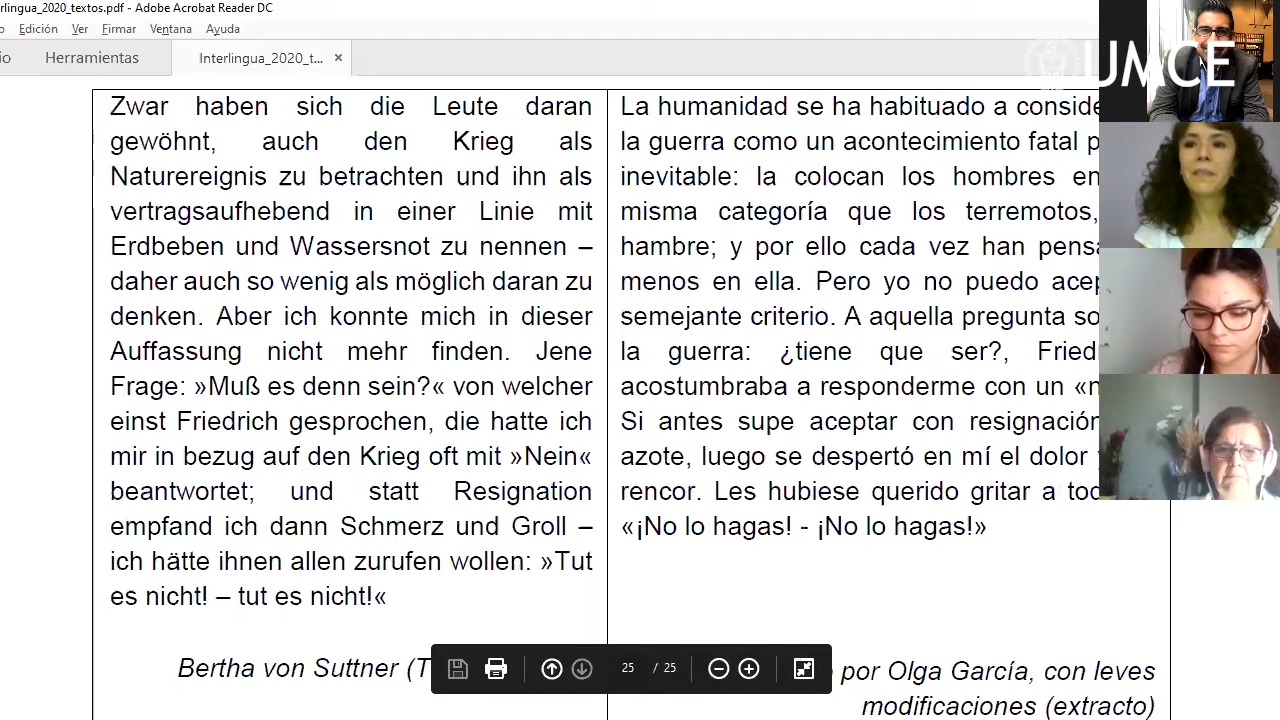 rlingua_2020_textos.pdf - Adobe Acrobat Reader DC
Edición Ver Firmar Ventana Ayuda
Herramientas Interlingua_2020_t... ×
UMCE
Zwar haben sich die Leute daran
gewöhnt, auch den Krieg als
Naturereignis zu betrachten und ihn als
vertragsaufhebend in einer Linie mit
Erdbeben und Wassersnot zu nennen –
daher auch so wenig als möglich daran zu
denken. Aber ich konnte mich in dieser
Auffassung nicht mehr finden. Jene
Frage: »Muß es denn sein?« von welcher
einst Friedrich gesprochen, die hatte ich
mir in bezug auf den Krieg oft mit »Nein«
beantwortet; und statt Resignation
empfand ich dann Schmerz und Groll –
ich hätte ihnen allen zurufen wollen: »Tut
es nicht! – tut es nicht!«
Bertha von Suttner
La humanidad se ha habituado a
la guerra como un acontecimiento fatal
inevitable: la colocan los hombres en
misma categoría que los terremotos,
hambre; y por ello cada vez han
menos en ella. Pero yo no puedo
semejante criterio. A aquella pregunta
la guerra: ¿tiene que ser?,
acostumbraba a responderme con un
Si antes supe aceptar con resignación
azote, luego se despertó en mí el dolor
rencor. Les hubiese querido gritar a
«¡No lo hagas! - ¡No lo hagas!»
por Olga García, con leves
modificaciones (extracto)
25 / 25